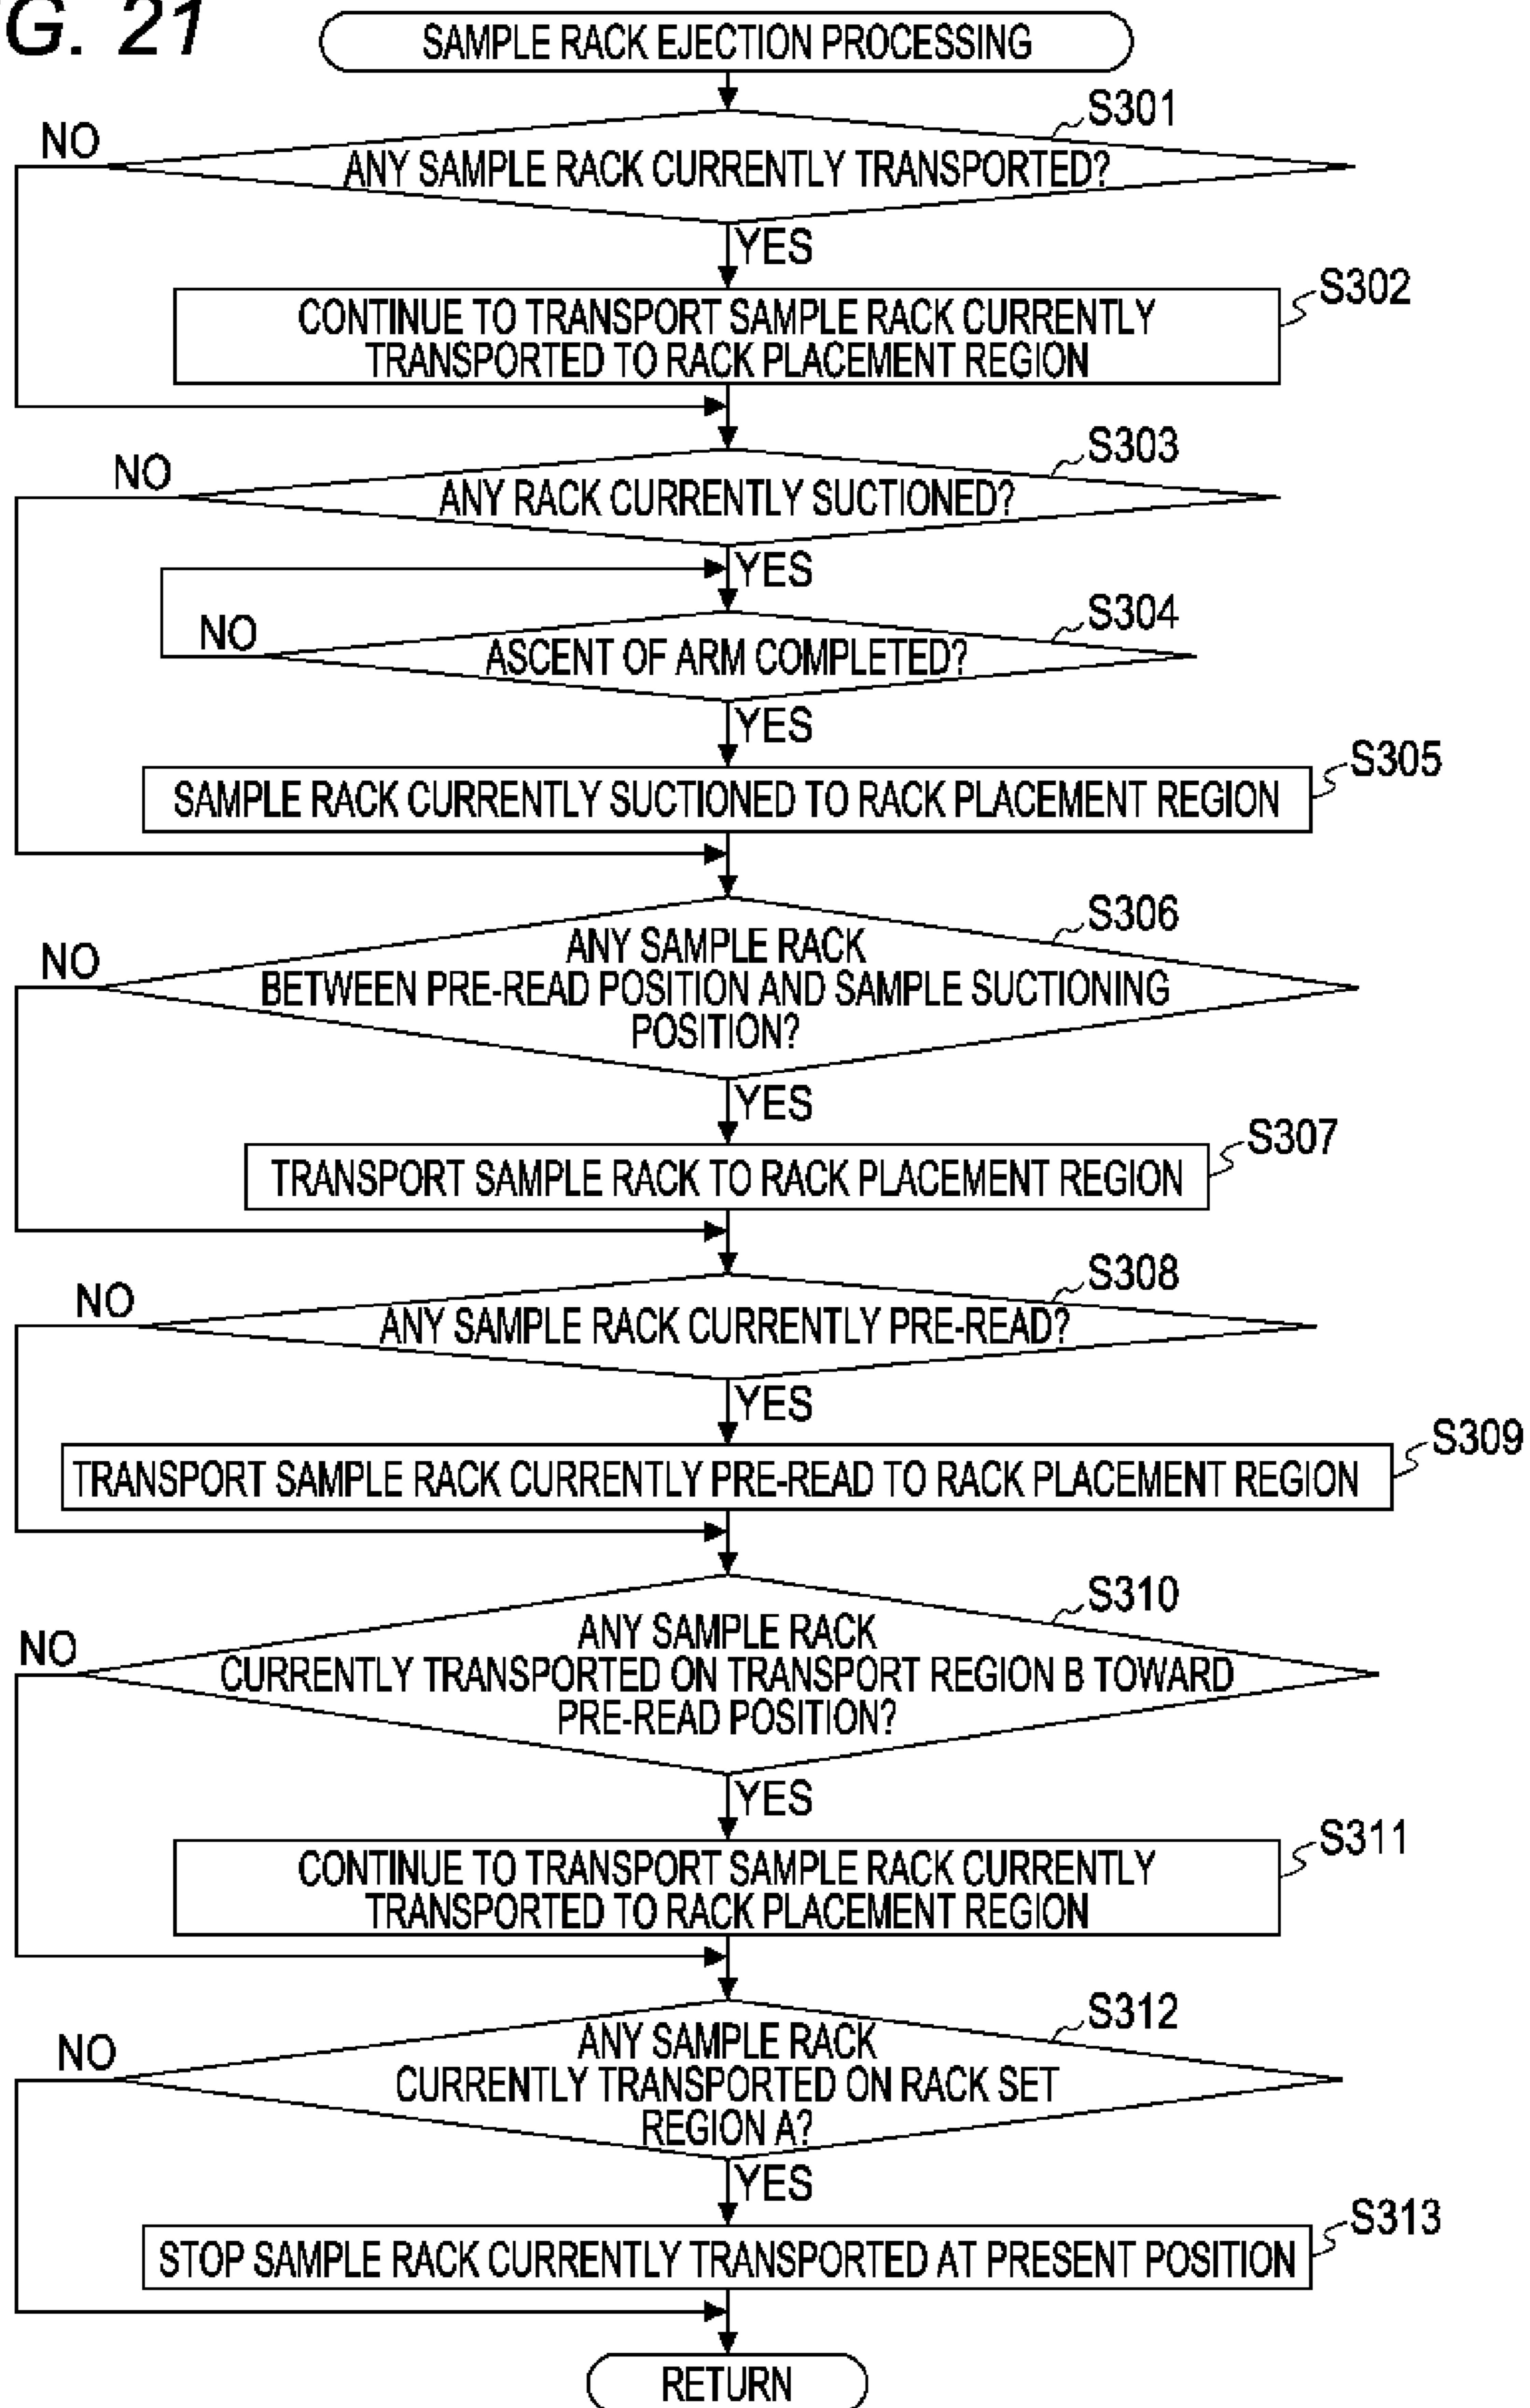 G. 21
SAMPLE RACK EJECTION PROCESSING
S301
NO
ANY SAMPLE RACK CURRENTLY TRANSPORTED?
YES
S302
CONTINUE TO TRANSPORT SAMPLE RACK CURRENTLY
TRANSPORTED TO RACK PLACEMENT REGION
S303
NO
ANY RACK CURRENTLY SUCTIONED?
YES
S304
NO
ASCENT OF ARM COMPLETED?
YES
S305
SAMPLE RACK CURRENTLY SUCTIONED TO RACK PLACEMENT REGION
S306
NO
ANY SAMPLE RACK
BETWEEN PRE-READ POSITION AND SAMPLE SUCTIONING
POSITION?
YES
S307
TRANSPORT SAMPLE RACK TO RACK PLACEMENT REGION
S308
NO
ANY SAMPLE RACK CURRENTLY PRE-READ?
YES
S309
TRANSPORT SAMPLE RACK CURRENTLY PRE-READ TO RACK PLACEMENT REGION
S310
NO
ANY SAMPLE RACK
CURRENTLY TRANSPORTED ON TRANSPORT REGION B TOWARD
PRE-READ POSITION?
YES
S311
CONTINUE TO TRANSPORT SAMPLE RACK CURRENTLY
TRANSPORTED TO RACK PLACEMENT REGION
S312
NO
ANY SAMPLE RACK
CURRENTLY TRANSPORTED ON RACK SET
REGION A?
YES
S313
STOP SAMPLE RACK CURRENTLY TRANSPORTED AT PRESENT POSITION
RETURN